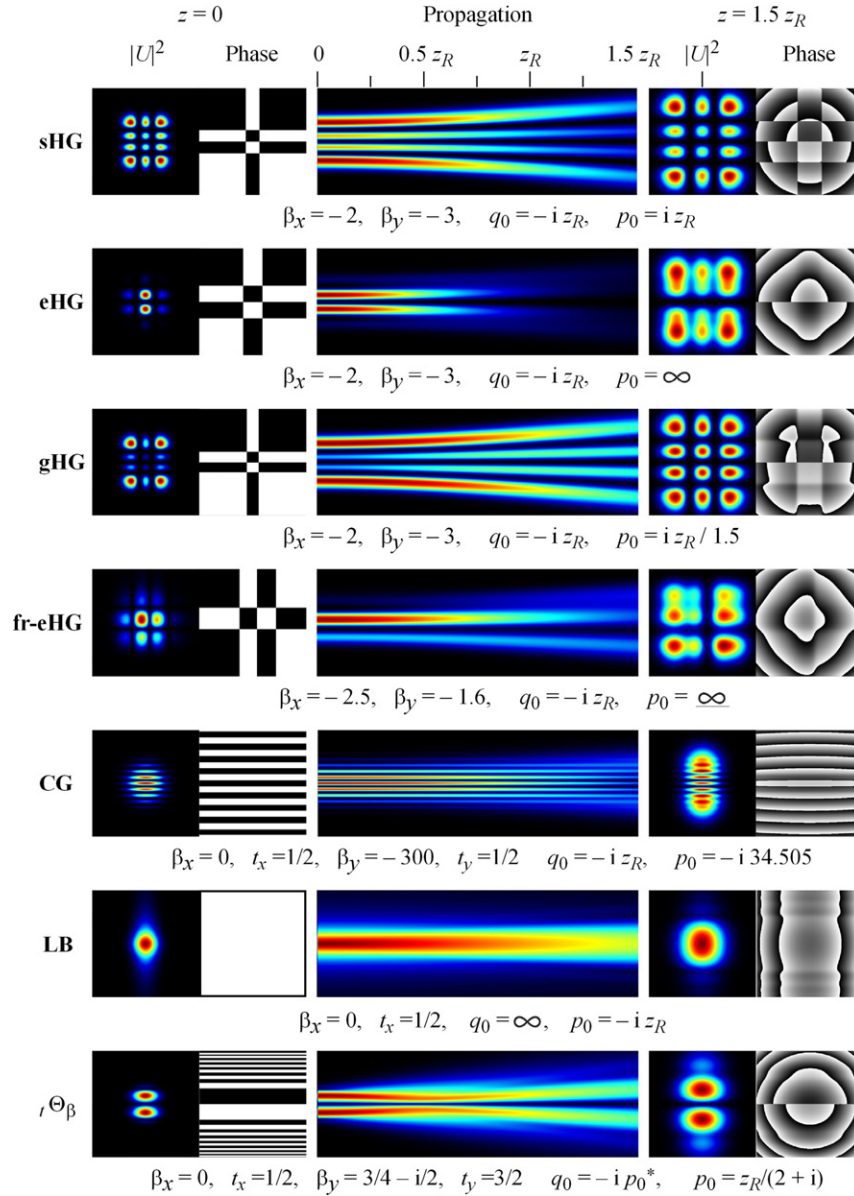 z = 0 Propagation z = 1.5 z_R
|U|² Phase 0 0.5 z_R z_R 1.5 z_R |U|² Phase
sHG
β_x = – 2, β_y = – 3, q_0 = – i z_R, p_0 = i z_R
eHG
β_x = – 2, β_y = – 3, q_0 = – i z_R, p_0 = ∞
gHG
β_x = – 2, β_y = – 3, q_0 = – i z_R, p_0 = i z_R / 1.5
fr-eHG
β_x = – 2.5, β_y = – 1.6, q_0 = – i z_R, p_0 = ∞
CG
β_x = 0, t_x =1/2, β_y = – 300, t_y =1/2 q_0 = – i z_R, p_0 = – i 34.505
LB
β_x = 0, t_x =1/2, q_0 = ∞, p_0 = – i z_R
_t Θ_β
β_x = 0, t_x =1/2, β_y = 3/4 – i/2, t_y = 3/2 q_0 = – i p_0*, p_0 = z_R/(2 + i)